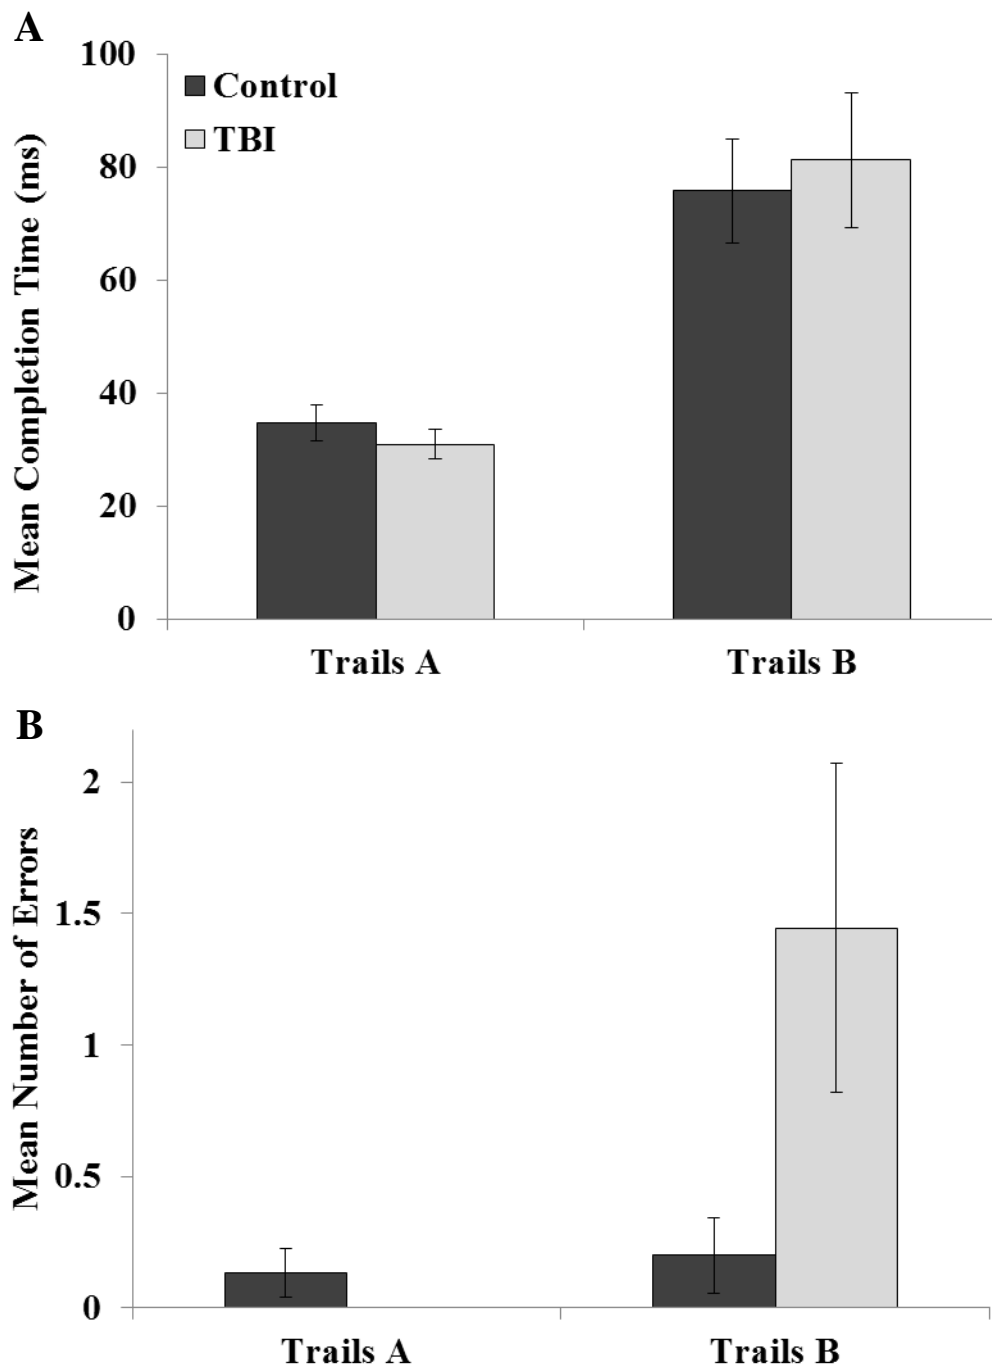 A
Mean Completion Time (ms)
100
80
60
40
20
0
Control
TBI
Trails A
Trails B
B
Mean Number of Errors
2
1.5
1
0.5
0
Trails A
Trails B